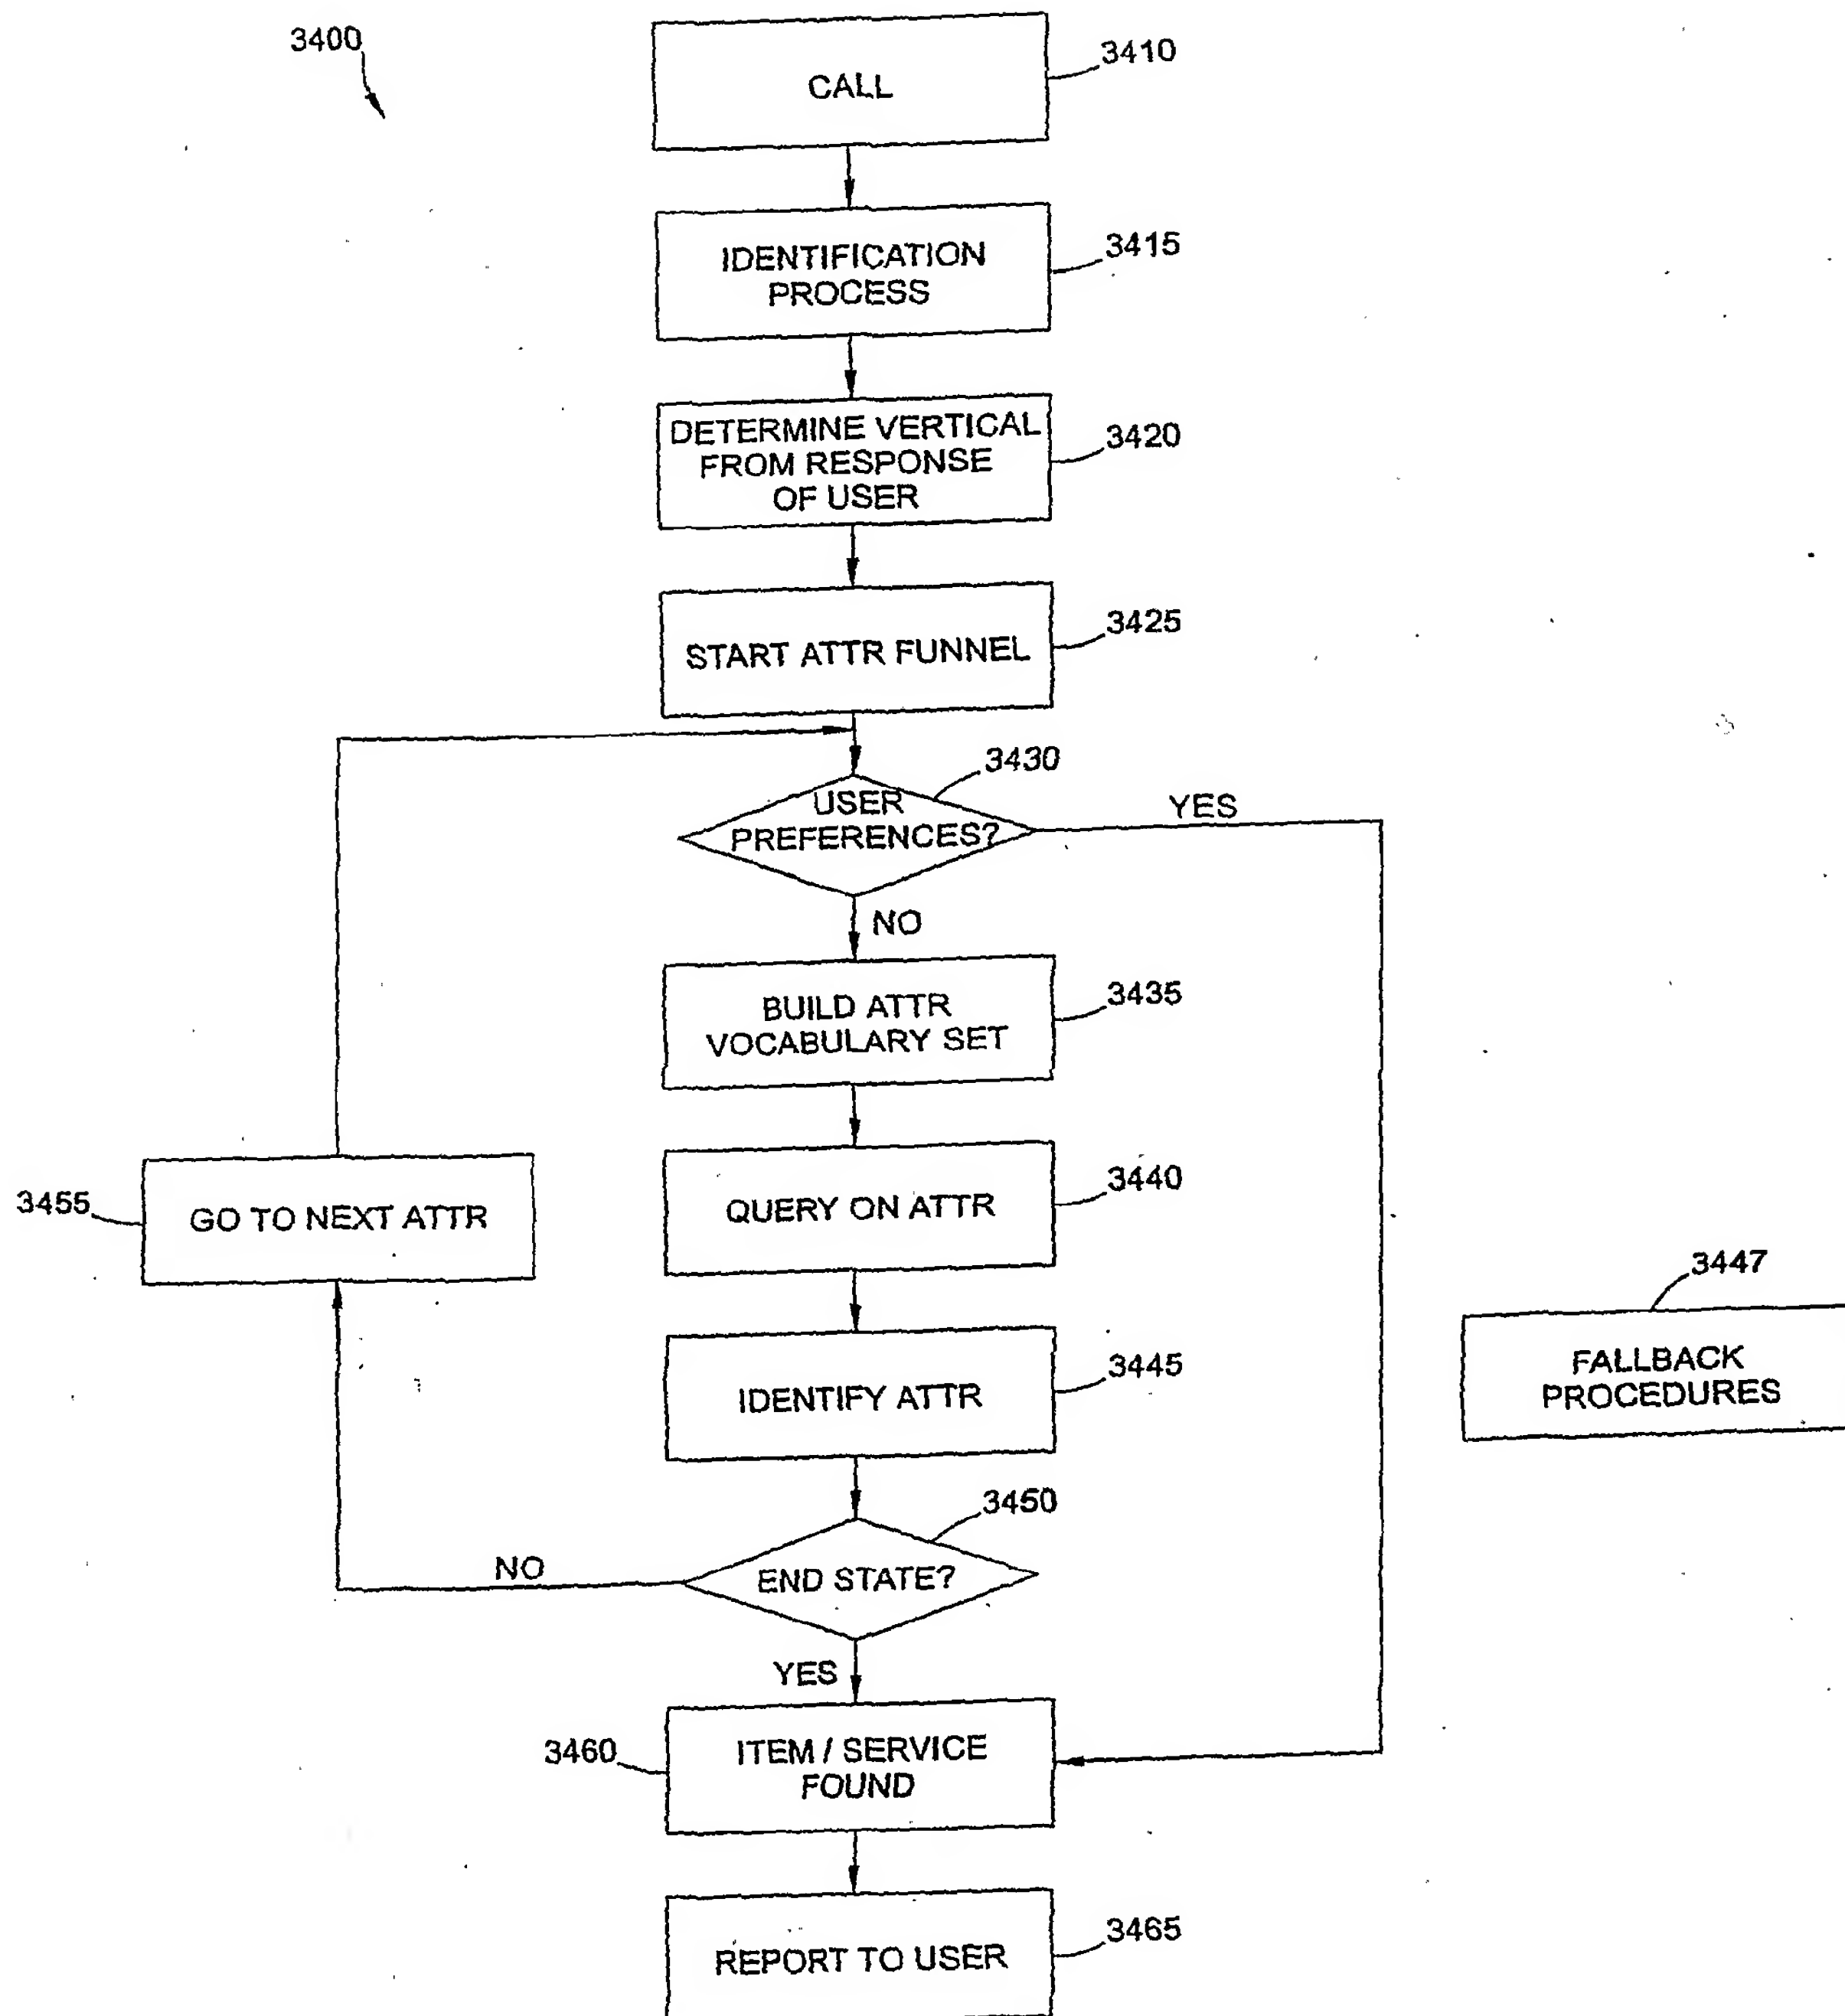 3400
CALL
3410
IDENTIFICATION
PROCESS
3415
DETERMINE VERTICAL
FROM RESPONSE
OF USER
3420
START ATTR FUNNEL
3425
3430
USER
PREFERENCES?
YES
NO
BUILD ATTR
VOCABULARY SET
3435
3455
GO TO NEXT ATTR
QUERY ON ATTR
3440
3447
FALLBACK
PROCEDURES
IDENTIFY ATTR
3445
3450
END STATE?
NO
YES
3460
ITEM / SERVICE
FOUND
REPORT TO USER
3465